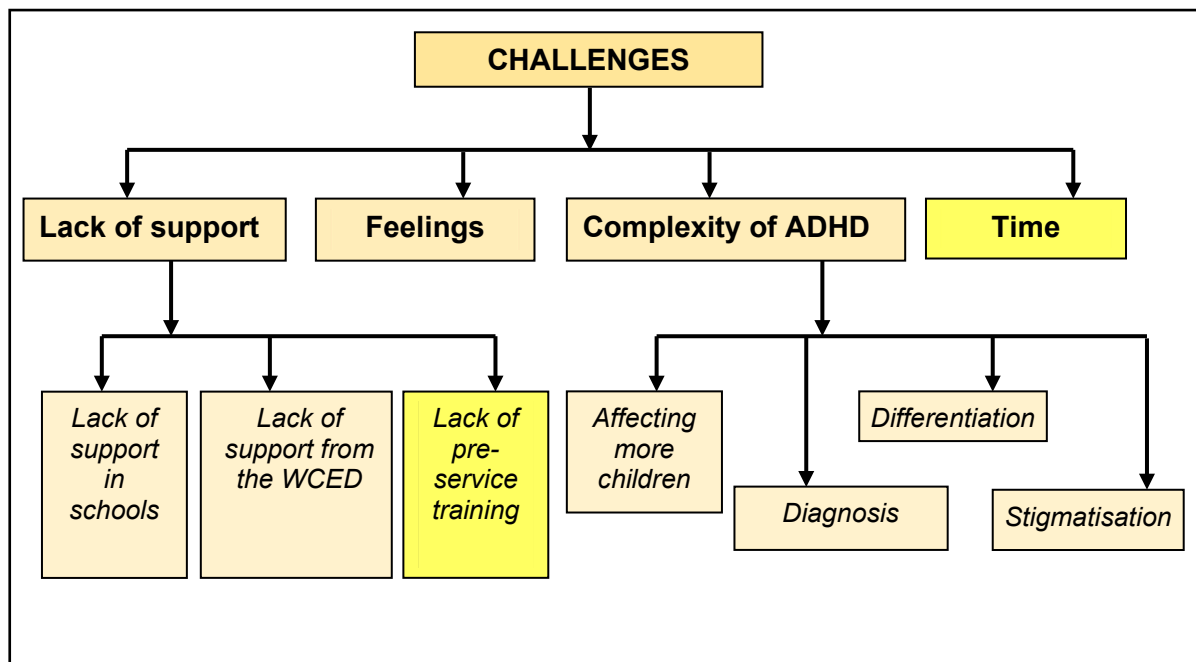 CHALLENGES
Lack of support
Feelings
Complexity of ADHD
Time
Lack of
support
in
schools
Lack of
support from
the WCED
Lack of
pre-
service
training
Affecting
more
children
Diagnosis
Differentiation
Stigmatisation